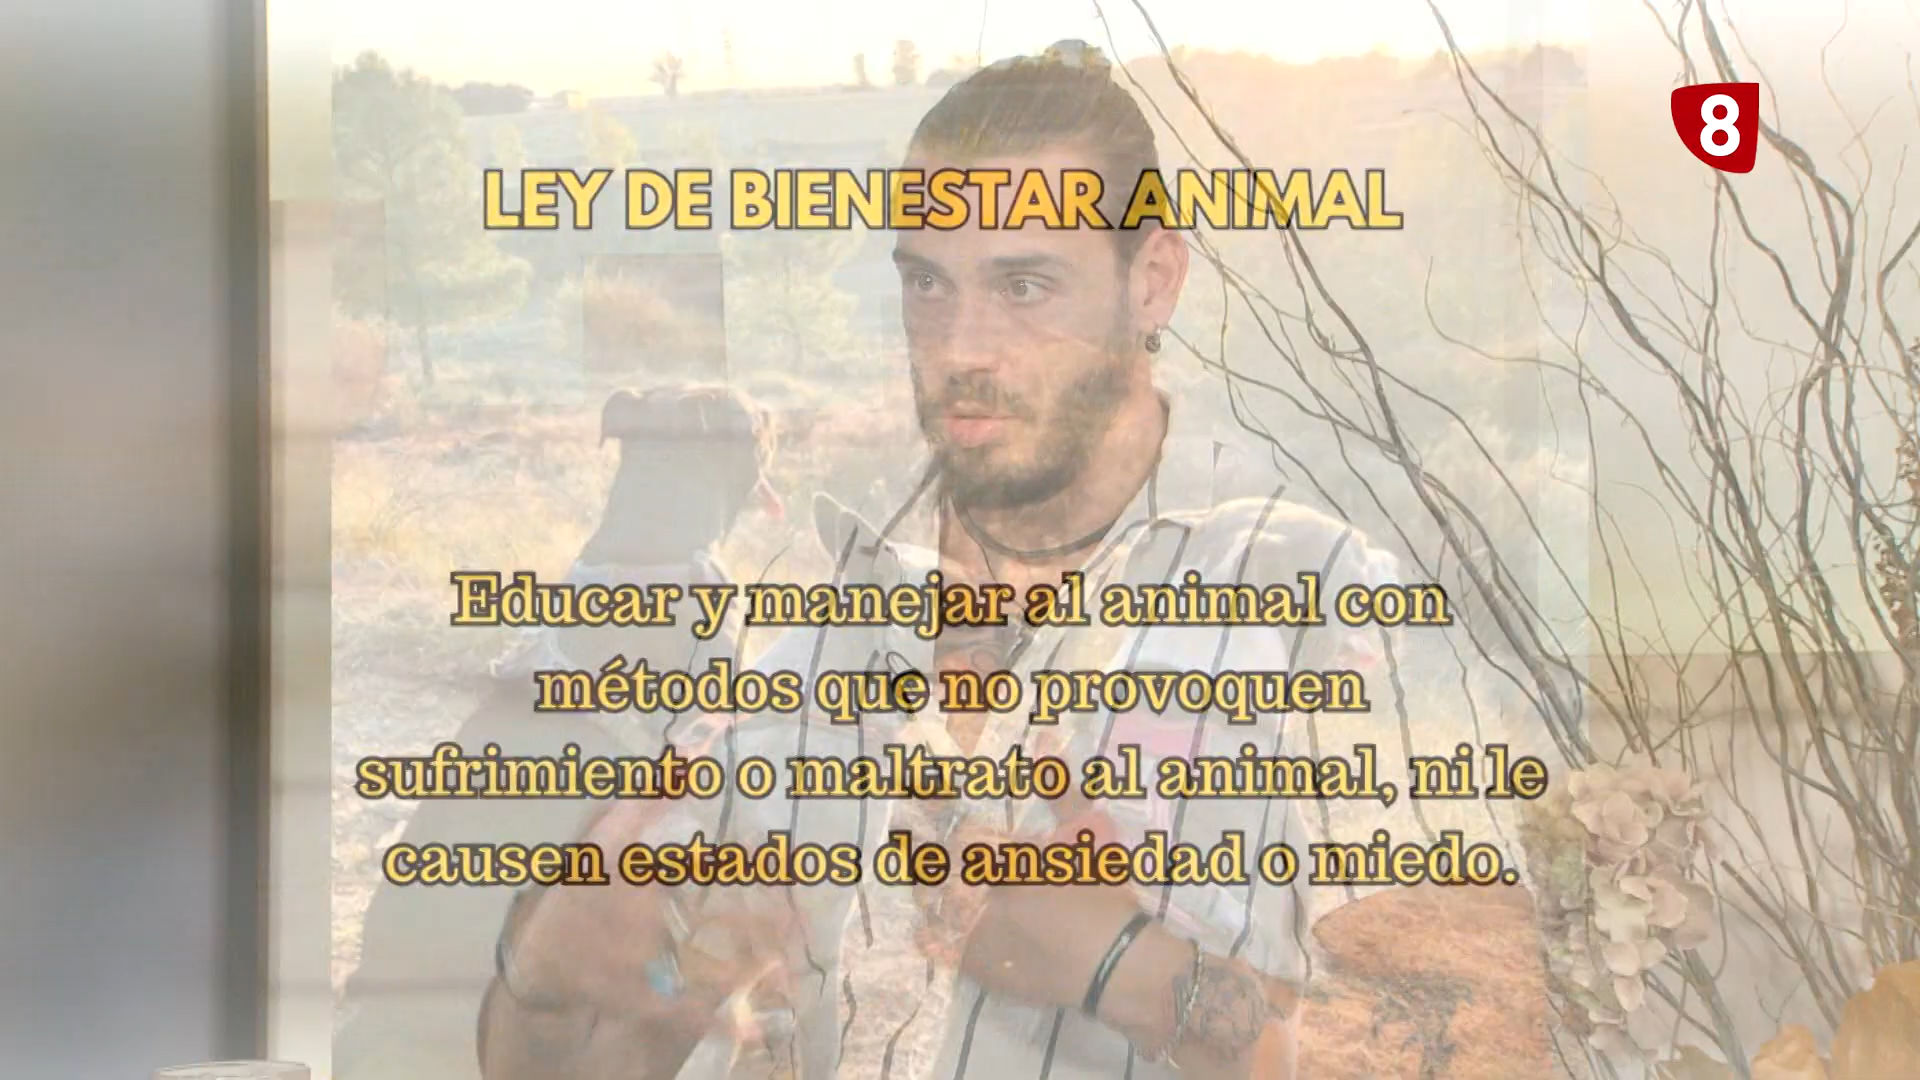 8
LEY DE BIENESTAR ANIMAL
Educar y manejar al animal con
métodos que no provoquen
sufrimiento o maltrato al animal, ni le
causen estados de ansiedad o miedo.